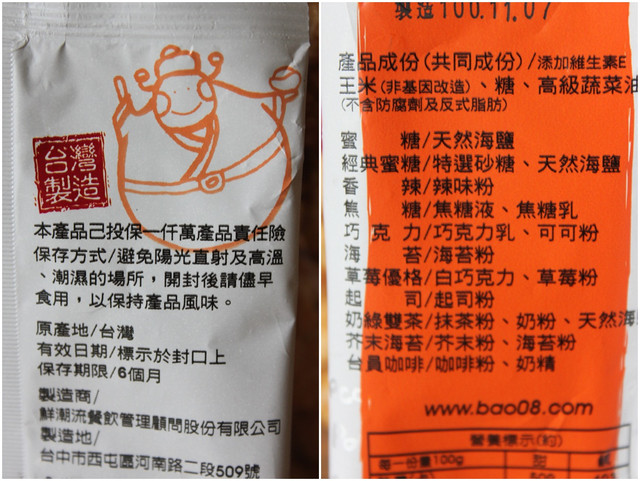 台灣
製造
本產品己投保一仟萬產品責任險
保存方式/避免陽光直射及高溫
、潮濕的場所，開封後請儘早
食用，以保持產品風味。
原產地/台灣
有效日期/標示於封口上
保存期限/6個月
製造商/
鮮潮流餐飲管理顧問股份有限公司
製造地/
台中市西屯區河南路二段509號
製造100.11.07
產品成份(共同成份)/添加維生素E
玉米(非基因改造)、糖、高級蔬菜油
(不含防腐劑及反式脂肪)
蜜 糖/天然海鹽
經典蜜糖/特選砂糖、天然海鹽
香 辣/辣味粉
焦 糖/焦糖液、焦糖乳
巧 克 力/巧克力乳、可可粉
海 苔/海苔粉
草莓優格/白巧克力、草莓粉
起 司/起司粉
奶綠雙茶/抹茶粉、奶粉、天然海
芥末海苔/芥末粉、海苔粉
台員咖啡/咖啡粉、奶精
www.bao08.com
營養標示(約)
每一份量100g 甜